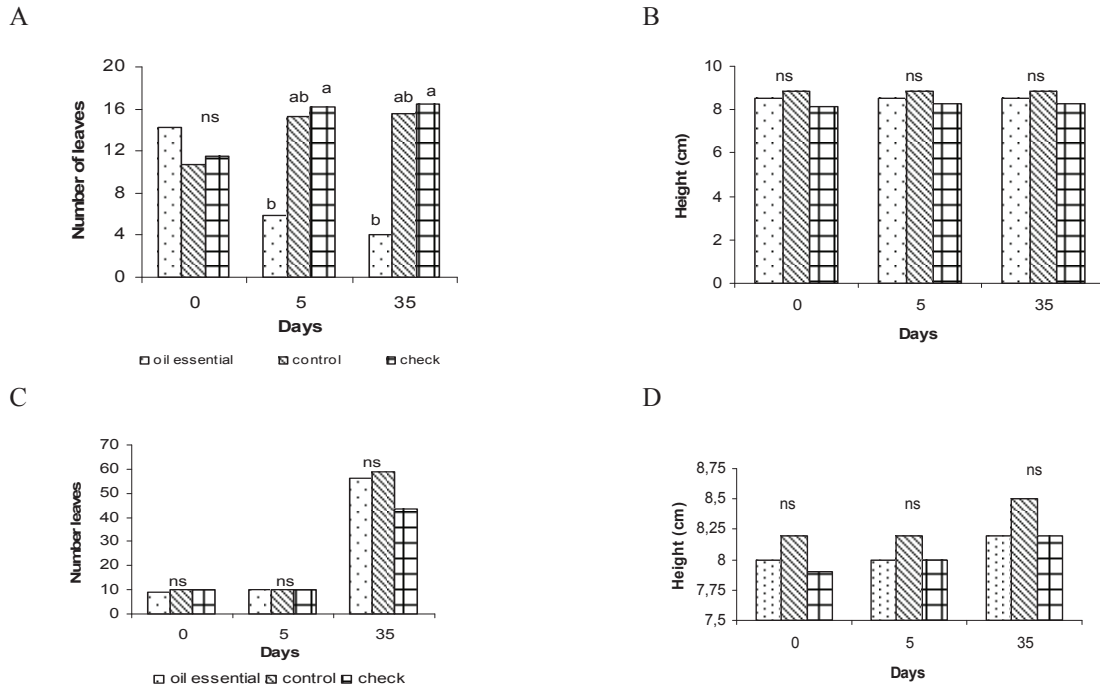 A
Number of leaves
20
16
12
8
4
0
ns
b
ab
a
b
ab
a
0 5 35
Days
oil essential control check
B
Height (cm)
10
8
6
4
2
0
ns ns ns
0 5 35
Days
C
Number leaves
70
60
50
40
30
20
10
0
ns ns ns
0 5 35
Days
oil essential control check
D
Height (cm)
8,75
8,5
8,25
8
7,75
7,5
ns ns ns
0 5 35
Days